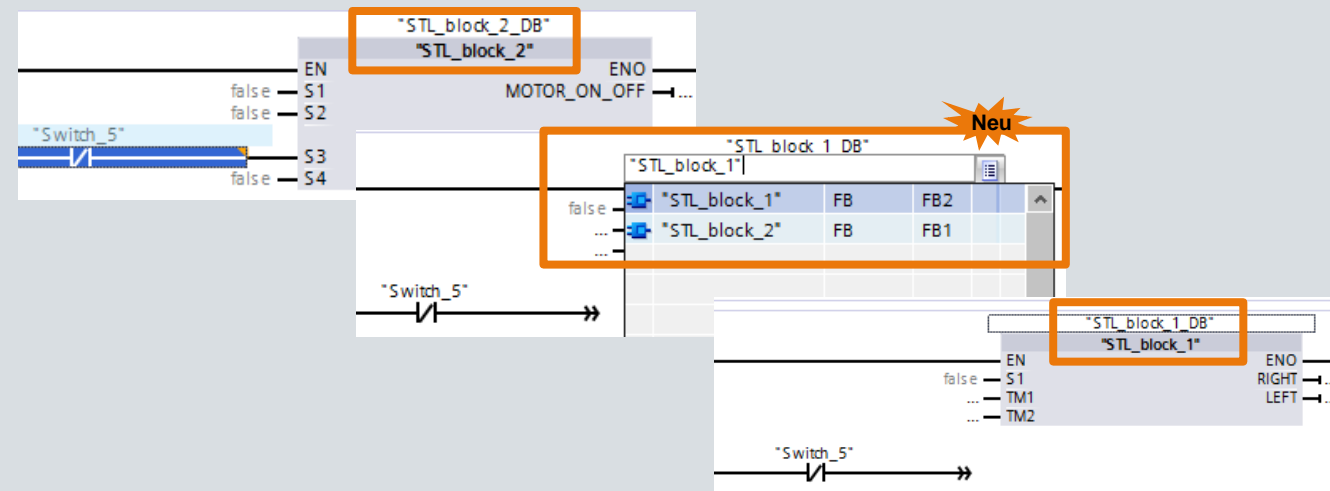 "STL_block_2_DB"
"STL_block_2"
EN ENO
false S1 MOTOR_ON_OFF ...
false S2
"Switch_5"
S3
false S4
Neu
"STL_block_1_DB"
"STL_block_1"
false "STL_block_1" FB FB2
... "STL_block_2" FB FB1
...
"Switch_5"
"STL_block_1_DB"
"STL_block_1"
EN ENO
false S1 RIGHT ...
... TM1 LEFT ...
... TM2
"Switch_5"